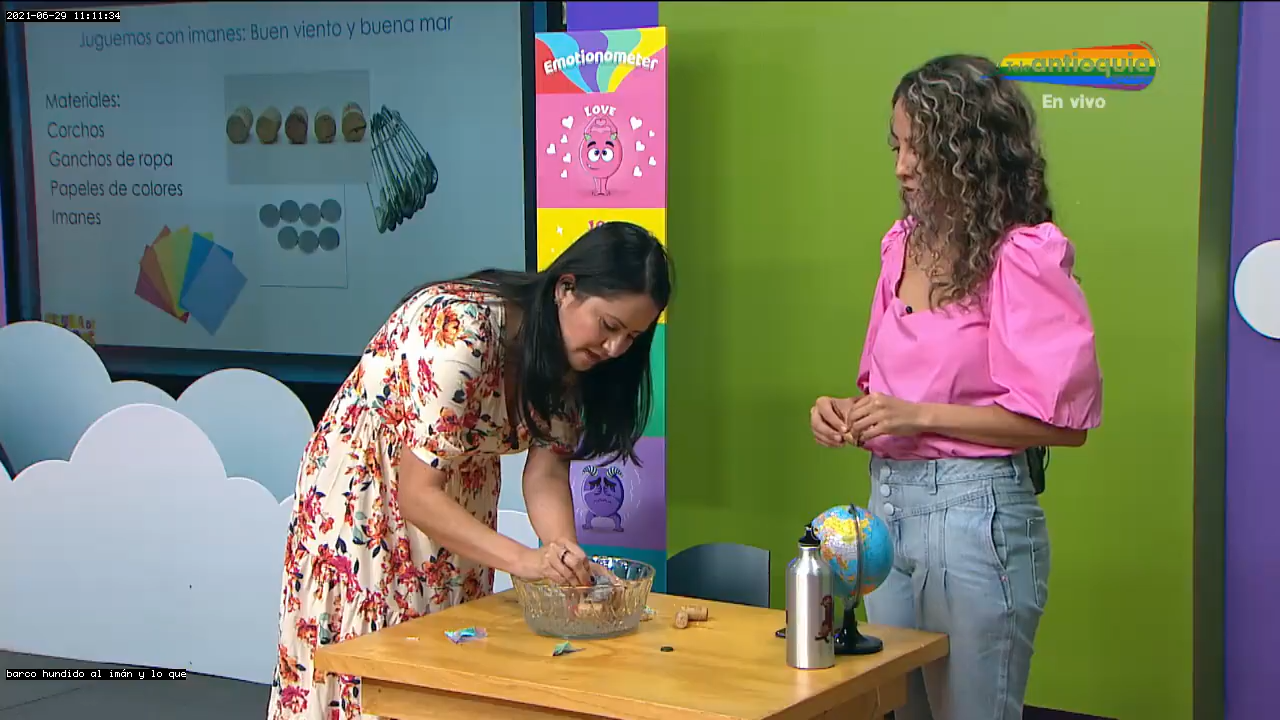 2021-06-29 11:11:34
Juguemos con imanes: Buen viento y buena mar
Materiales:
Corchos
Ganchos de ropa
Papeles de colores
Imanes
Emotionometer
LOVE
Teleantioquia
En vivo
barco hundido al imán y lo que